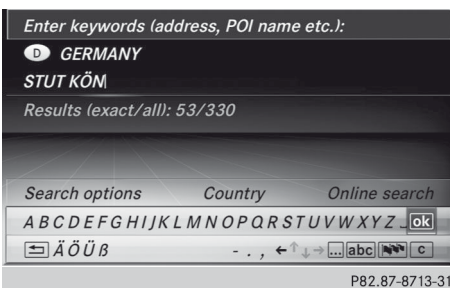 Enter keywords (address, POI name etc.):
D GERMANY
STUT KÖN
Results (exact/all): 53/330
Search options Country Online search
A B C D E F G H I J K L M N O P Q R S T U V W X Y Z _ ok
Ä Ö Ü ß - . , ←↑↓→ ... abc c
P82.87-8713-31